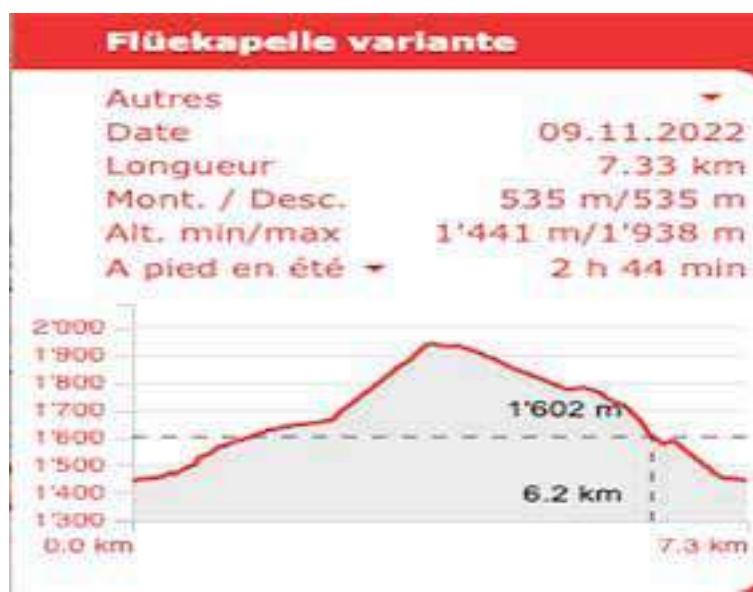 Flüekapelle variante
Autres
Date 09.11.2022
Longueur 7.33 km
Mont. / Desc. 535 m/535 m
Alt. min/max 1'441 m/1'938 m
A pied en été 2 h 44 min
2'000
1'900
1'800
1'700
1'602 m
1'600
1'500
1'400
6.2 km
1'300
0.0 km 7.3 km